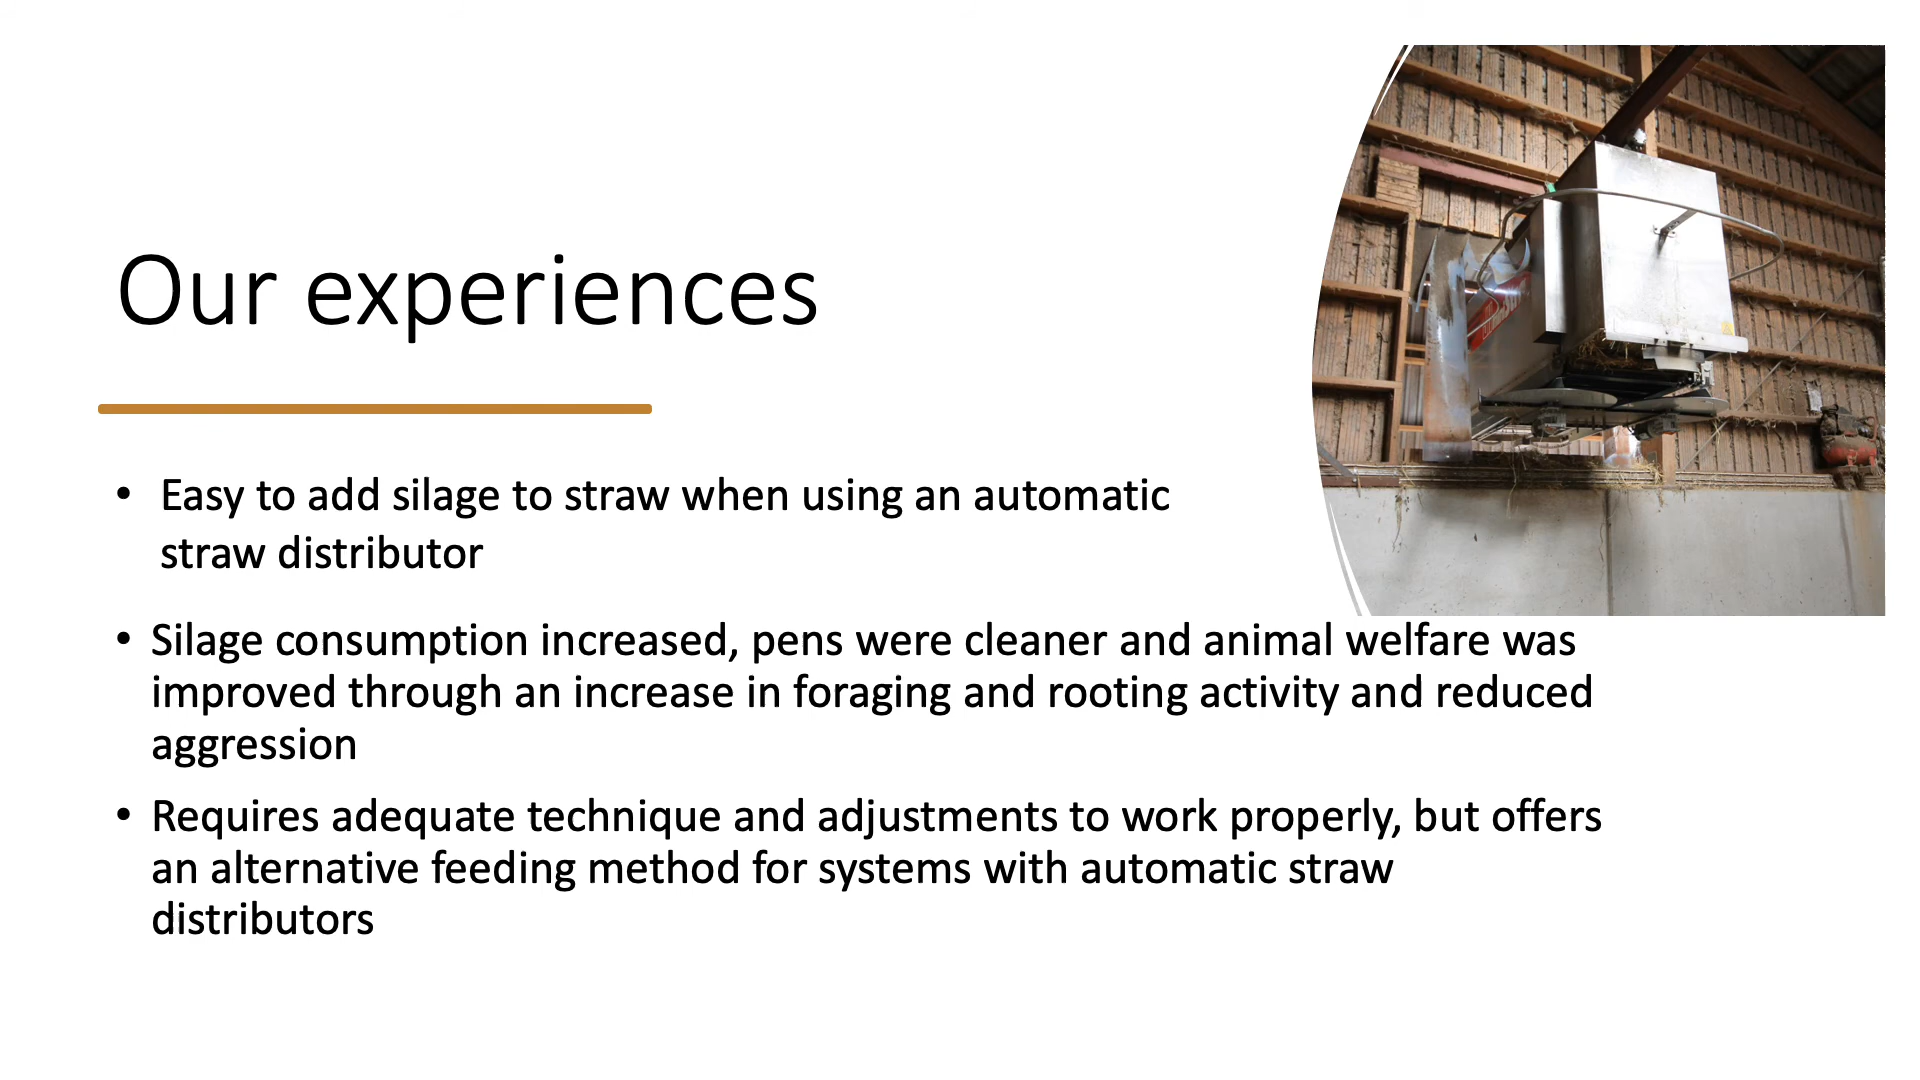 Our experiences
• Easy to add silage to straw when using an automatic
straw distributor
• Silage consumption increased, pens were cleaner and animal welfare was
improved through an increase in foraging and rooting activity and reduced
aggression
• Requires adequate technique and adjustments to work properly, but offers
an alternative feeding method for systems with automatic straw
distributors